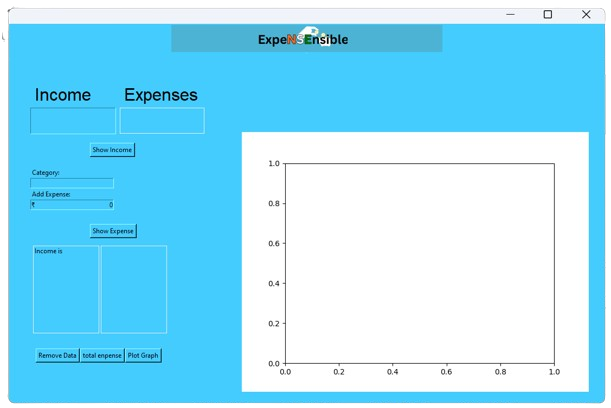 ExpeNSEnsible
Income Expenses
Show Income
Category:
Add Expense:
₹ 0
Show Expense
Income is
Remove Data total enpense Plot Graph
1.0
0.8
0.6
0.4
0.2
0.0
0.0 0.2 0.4 0.6 0.8 1.0